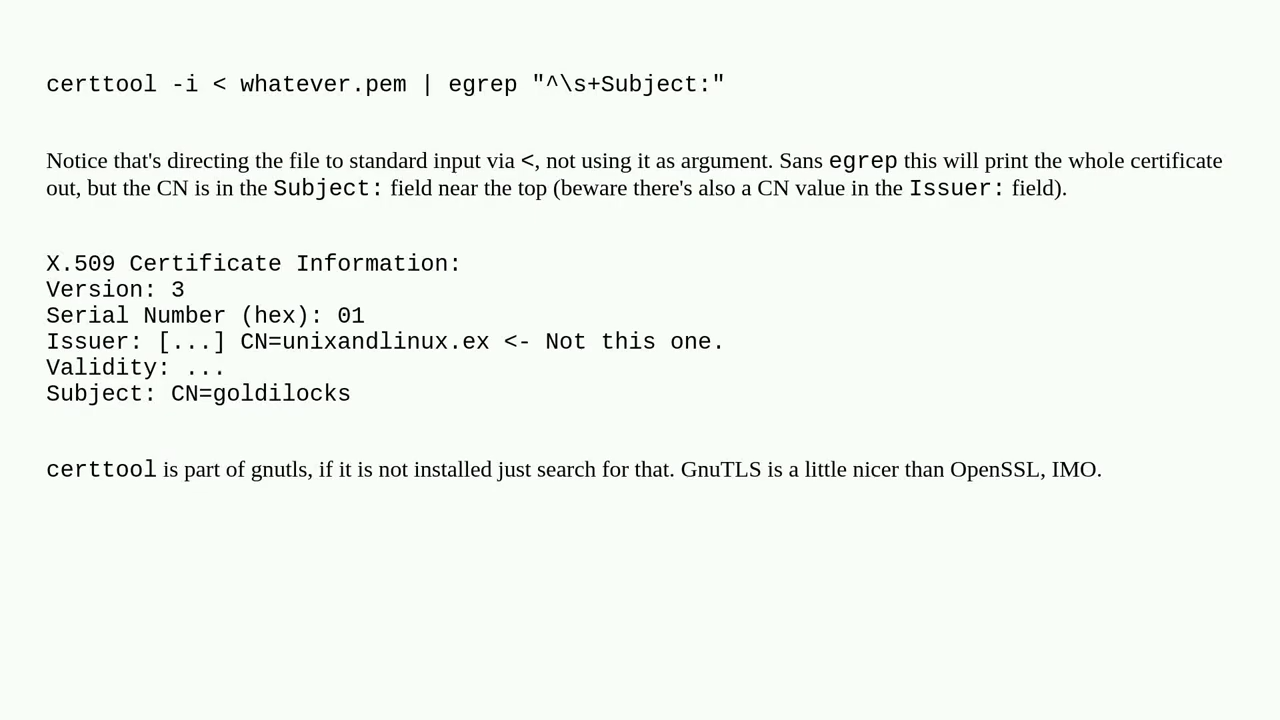 certtool -i < whatever.pem | egrep "^\s+Subject:"
Notice that's directing the file to standard input via <, not using it as argument. Sans egrep this will print the whole certificate
out, but the CN is in the Subject: field near the top (beware there's also a CN value in the Issuer: field).
X.509 Certificate Information:
Version: 3
Serial Number (hex): 01
Issuer: [...] CN=unixandlinux.ex <- Not this one.
Validity: ...
Subject: CN=goldilocks
certtool is part of gnutls, if it is not installed just search for that. GnuTLS is a little nicer than OpenSSL, IMO.